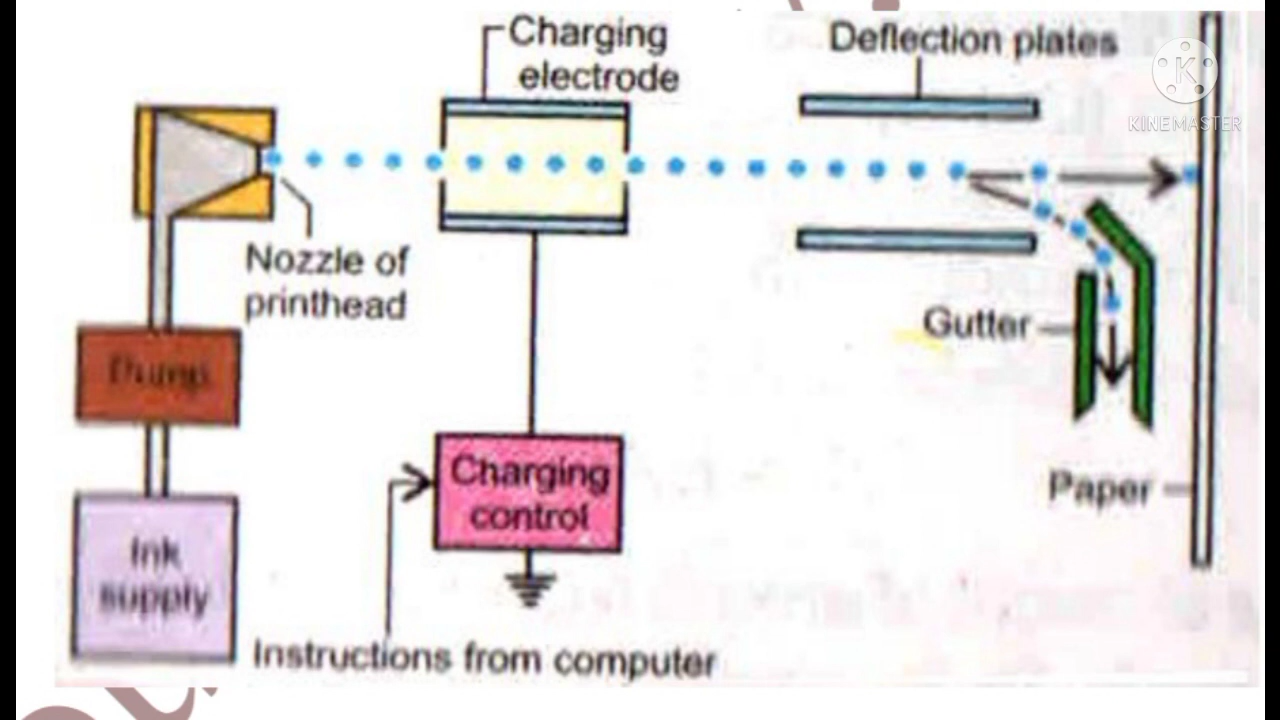 Charging
electrode
Deflection plates
K
KINEMASTER
Nozzle of
printhead
Pump
Gutter
Charging
control
Paper
Ink
supply
Instructions from computer